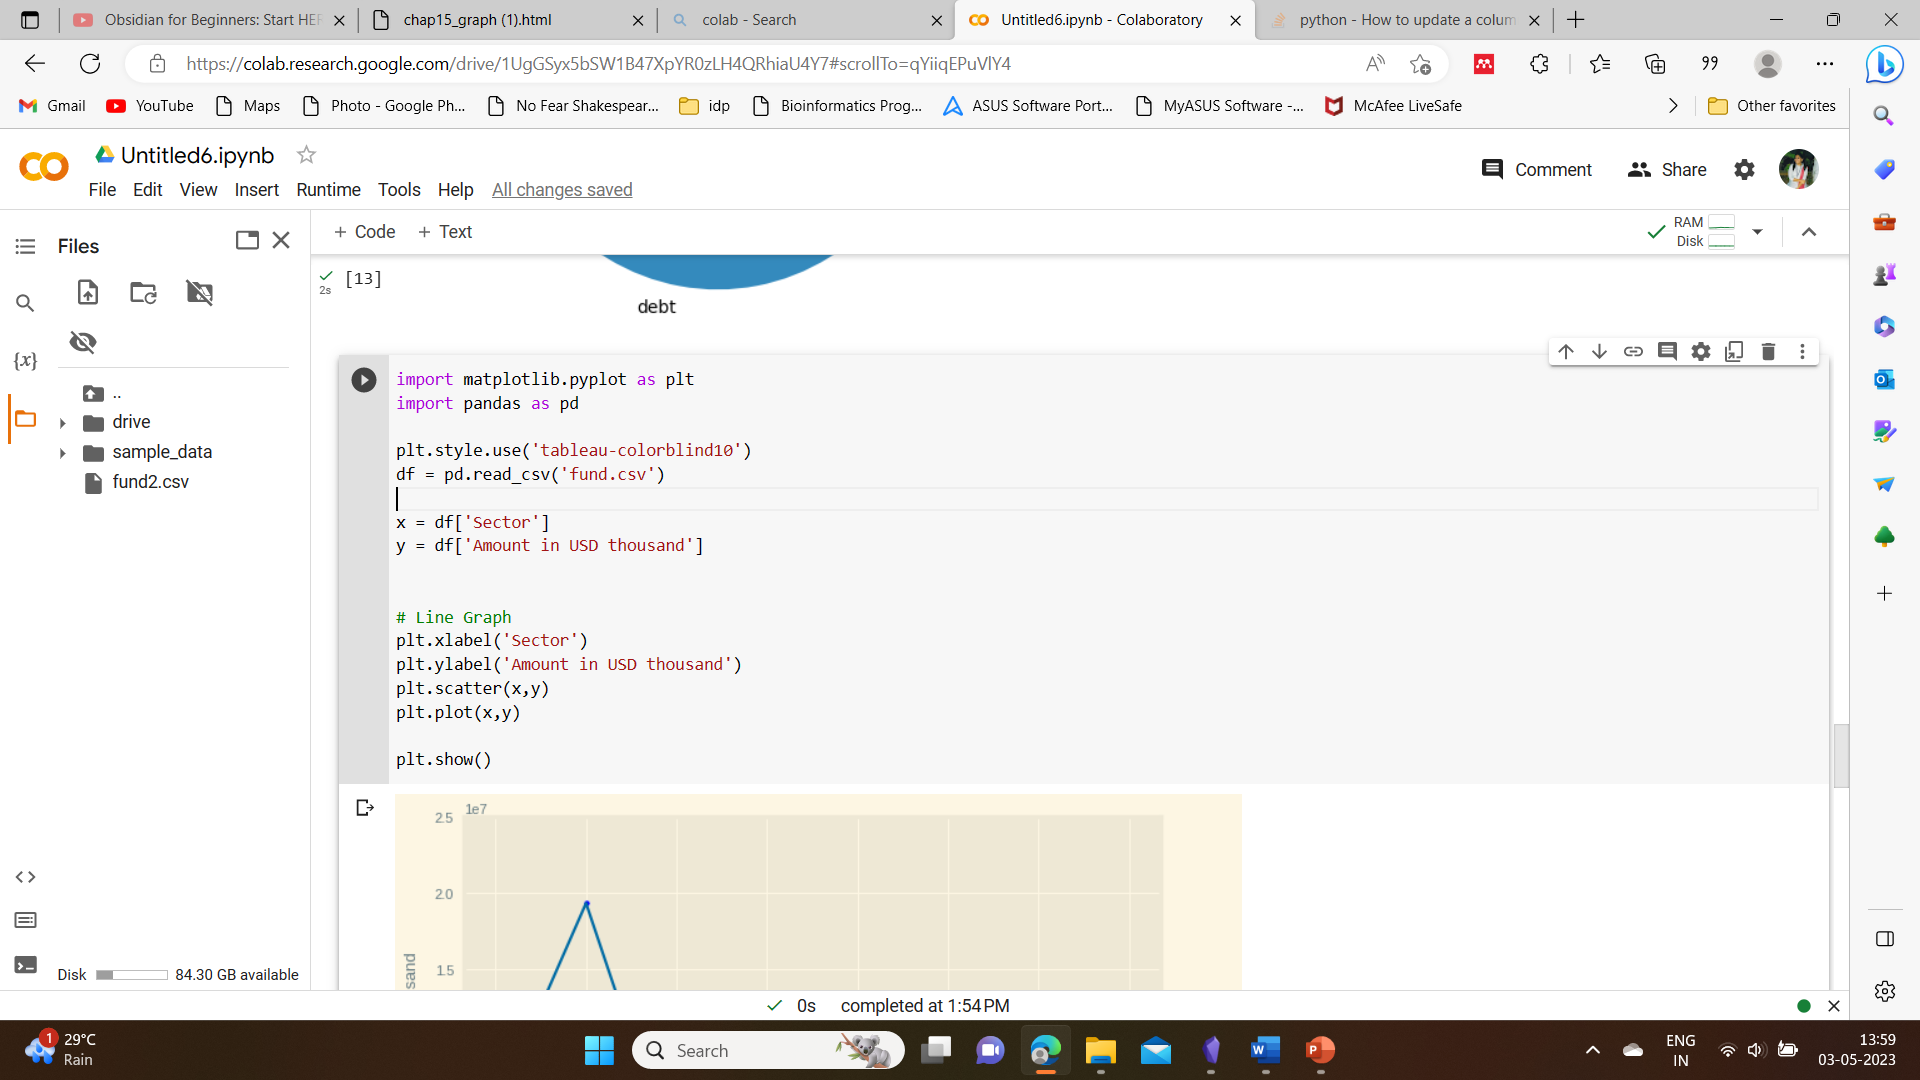 Obsidian for Beginners: Start HER
chap15_graph (1).html
colab - Search
Untitled6.ipynb - Colaboratory
python - How to update a colum
https://colab.research.google.com/drive/1UgGSyx5bSW1B47XpYR0zLH4QRhiaU4Y7#scrollTo=qYiiqEPuVlY4
Gmail
YouTube
Maps
Photo - Google Ph...
No Fear Shakespear...
idp
Bioinformatics Prog...
ASUS Software Port...
MyASUS Software -...
McAfee LiveSafe
Other favorites
Untitled6.ipynb
File Edit View Insert Runtime Tools Help All changes saved
Comment
Share
Files
+ Code + Text
RAM
Disk
[13]
2s
debt
{x}
..
drive
sample_data
fund2.csv
import matplotlib.pyplot as plt
import pandas as pd
plt.style.use('tableau-colorblind10')
df = pd.read_csv('fund.csv')
x = df['Sector']
y = df['Amount in USD thousand']
# Line Graph
plt.xlabel('Sector')
plt.ylabel('Amount in USD thousand')
plt.scatter(x,y)
plt.plot(x,y)
plt.show()
1e7
2.5
2.0
1.5
sand
Disk
84.30 GB available
0s completed at 1:54 PM
1
29°C
Rain
Search
ENG
IN
13:59
03-05-2023